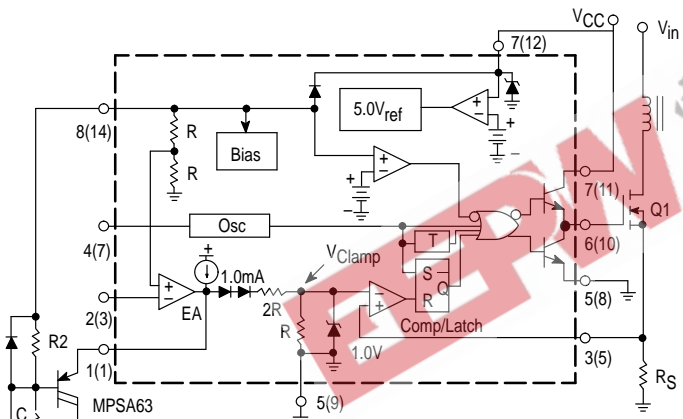 VCC
Vin
7(12)
8(14)
R
5.0Vref
+
−
+
−
Bias
R
+
−
+
−
7(11)
Q1
Osc
4(7)
T
6(10)
+
VClamp
S
Q
1.0mA
+
−
2R
+
−
R
5(8)
2(3)
EA
R
Comp/Latch
R2
1.0V
3(5)
1(1)
RS
5(9)
C
MPSA63
EEPW